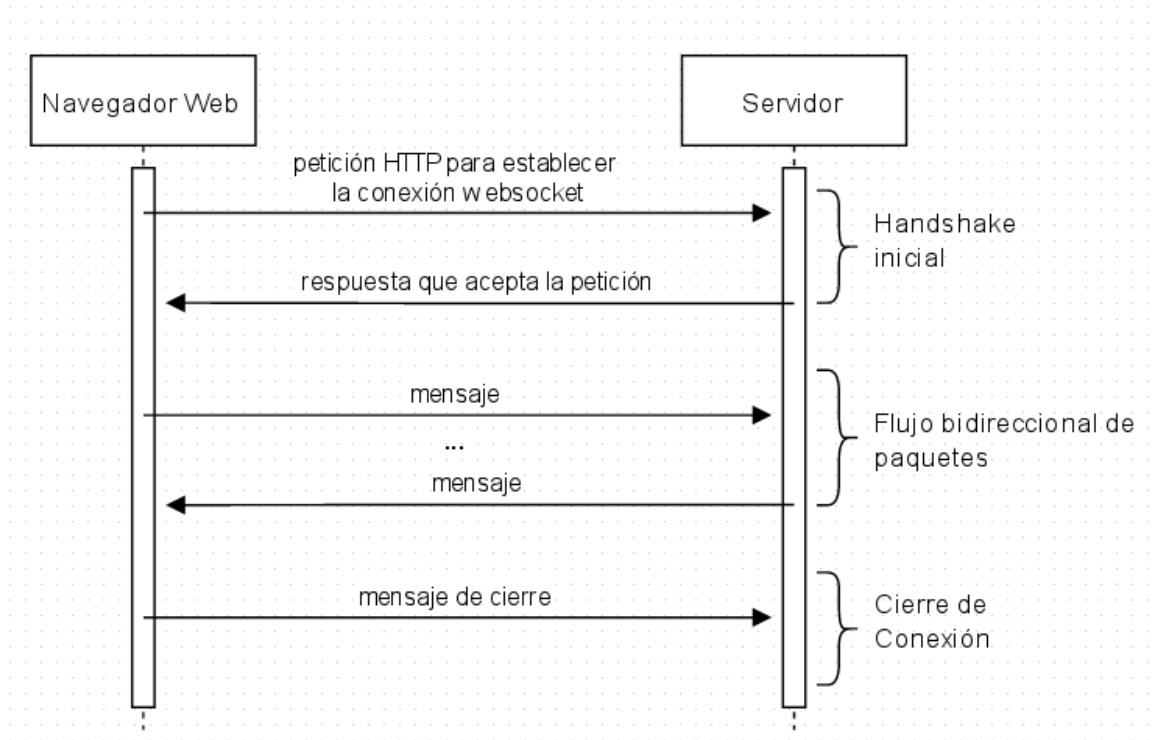 Navegador Web
Servidor
petición HTTP para establecer
la conexión websocket
Handshake
inicial
respuesta que acepta la petición
mensaje
...
mensaje
Flujo bidireccional de
paquetes
mensaje de cierre
Cierre de
Conexión